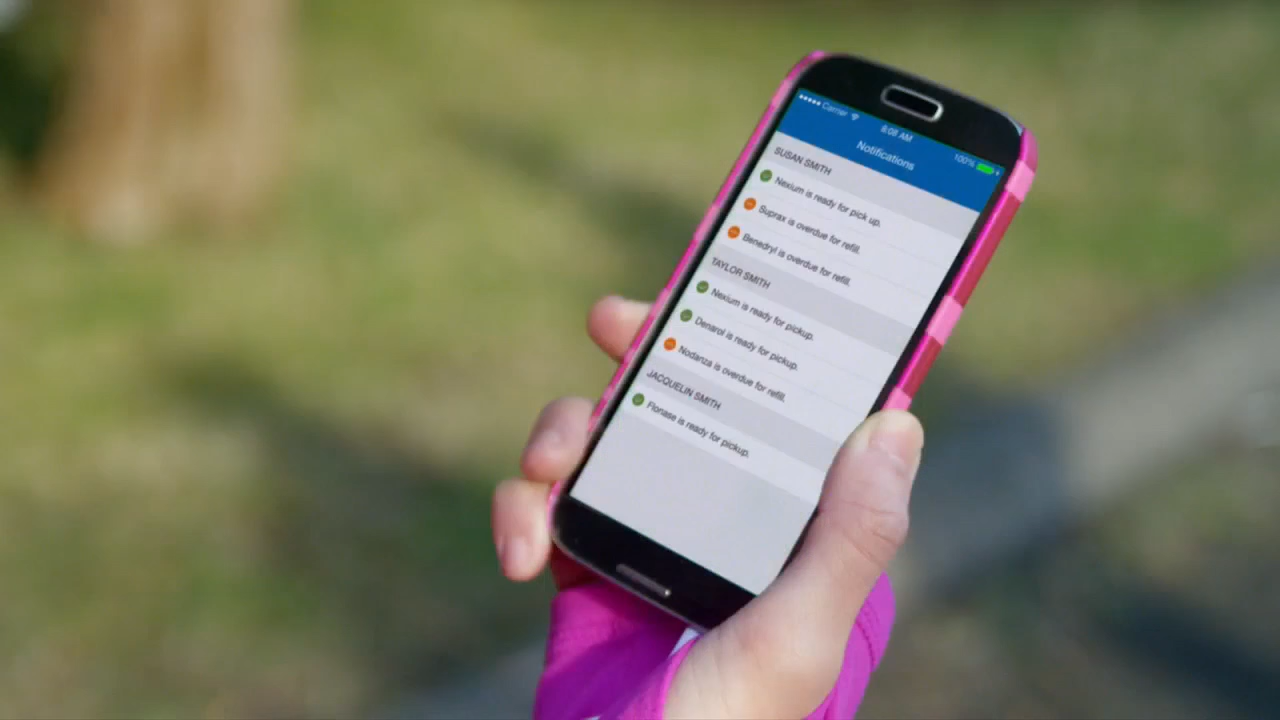 Carrier
6:08 AM
100%
Notifications
SUSAN SMITH
Nexium is ready for pick up.
Suprax is overdue for refill.
Benedryl is overdue for refill.
TAYLOR SMITH
Nexium is ready for pickup.
Denarol is ready for pickup.
Nodanza is overdue for refill.
JACQUELIN SMITH
Flonase is ready for pickup.